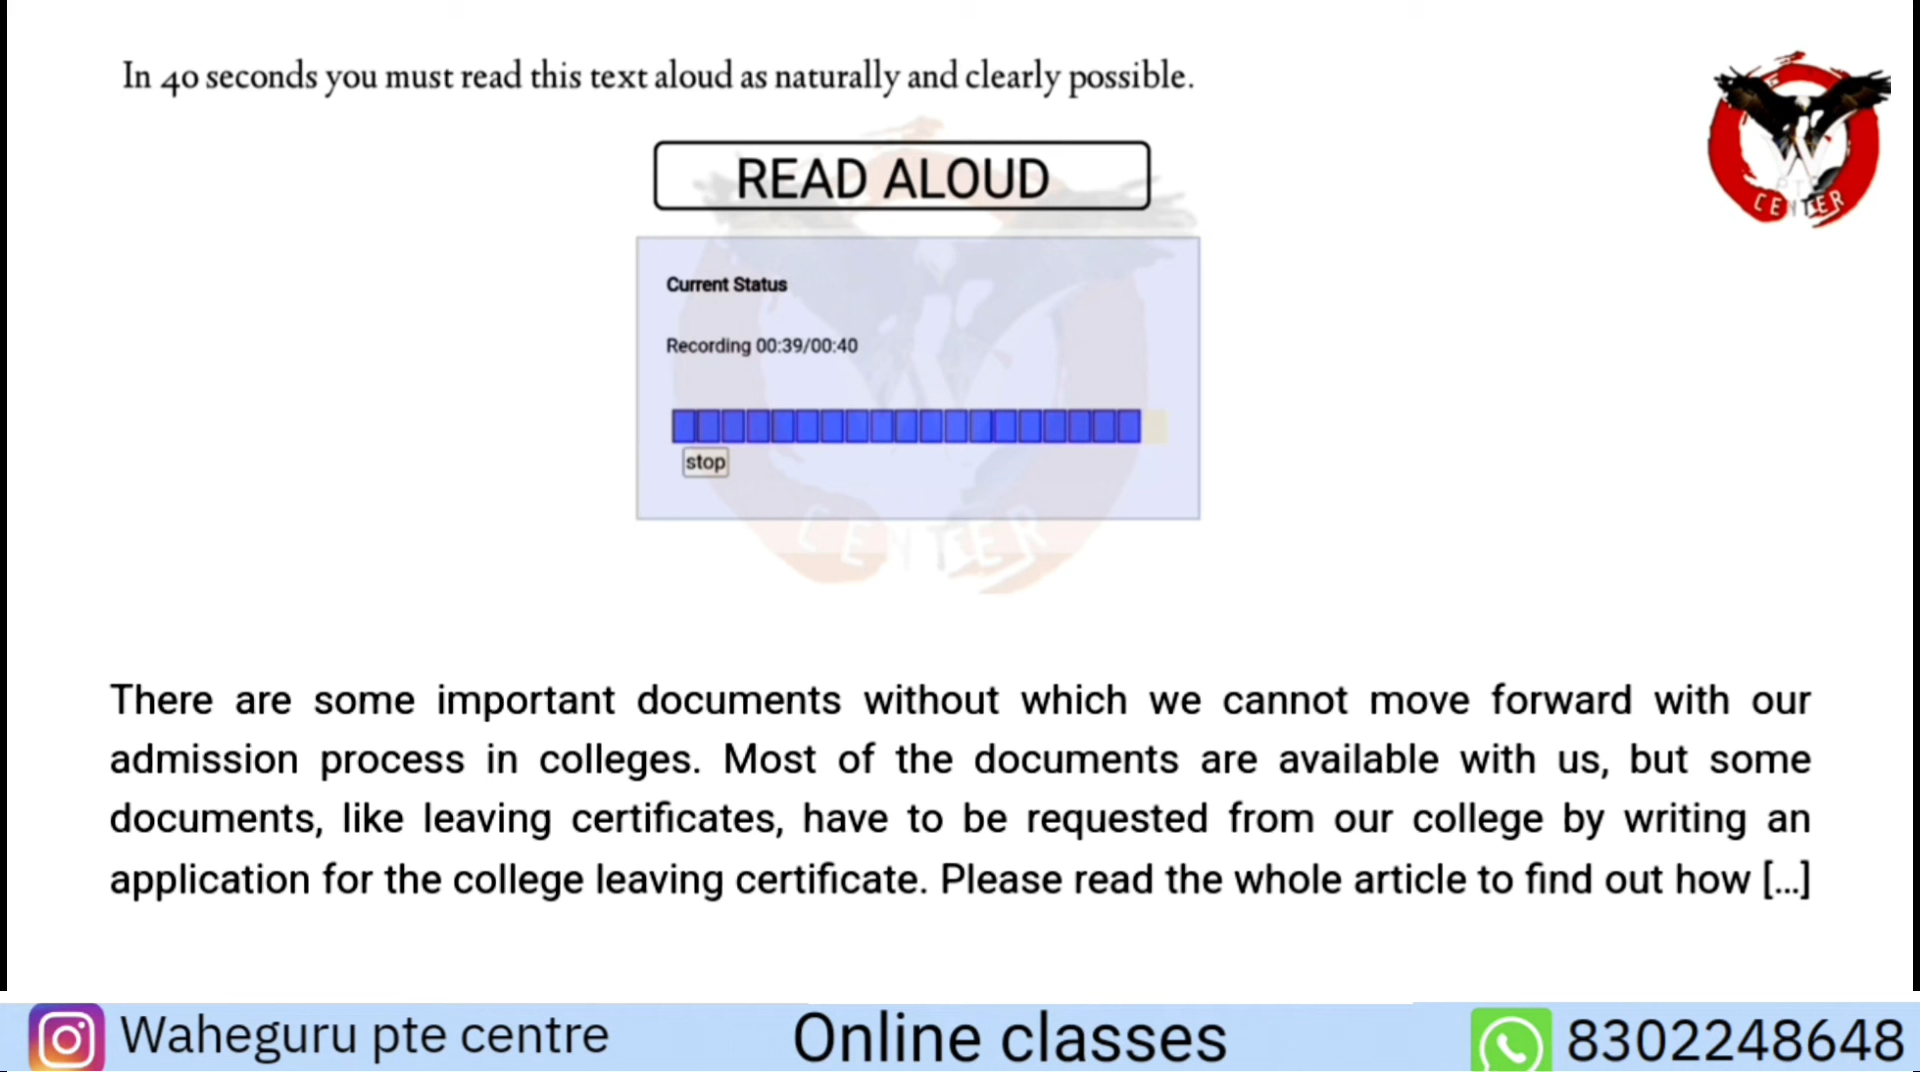 In 40 seconds you must read this text aloud as naturally and clearly possible.
READ ALOUD
Current Status
Recording 00:39/00:40
stop
CENTER
CENTER
There are some important documents without which we cannot move forward with our
admission process in colleges. Most of the documents are available with us, but some
documents, like leaving certificates, have to be requested from our college by writing an
application for the college leaving certificate. Please read the whole article to find out how [...]
Waheguru pte centre
Online classes
8302248648